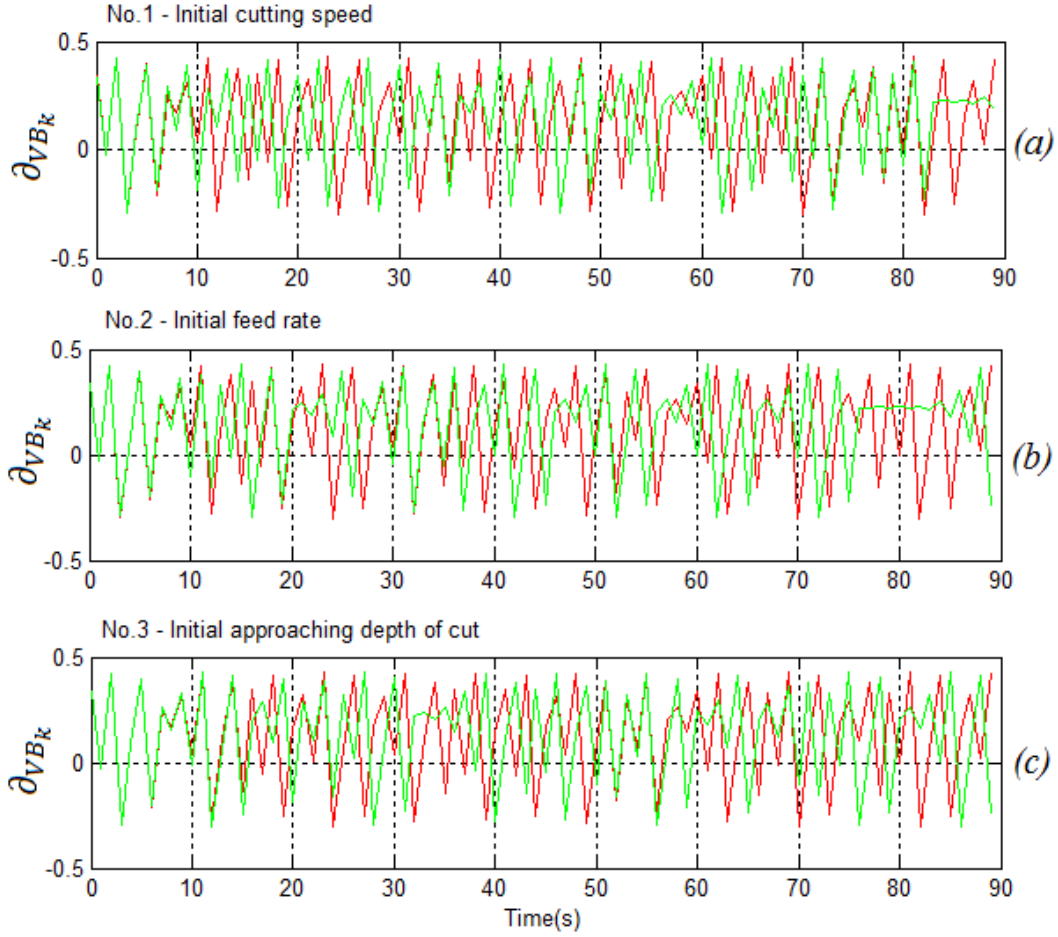 No.1 - Initial cutting speed
0.5
0
-0.5
∂VBk
(a)
0 10 20 30 40 50 60 70 80 90
No.2 - Initial feed rate
0.5
0
-0.5
∂VBk
(b)
0 10 20 30 40 50 60 70 80 90
No.3 - Initial approaching depth of cut
0.5
0
-0.5
∂VBk
(c)
0 10 20 30 40 50 60 70 80 90
Time(s)